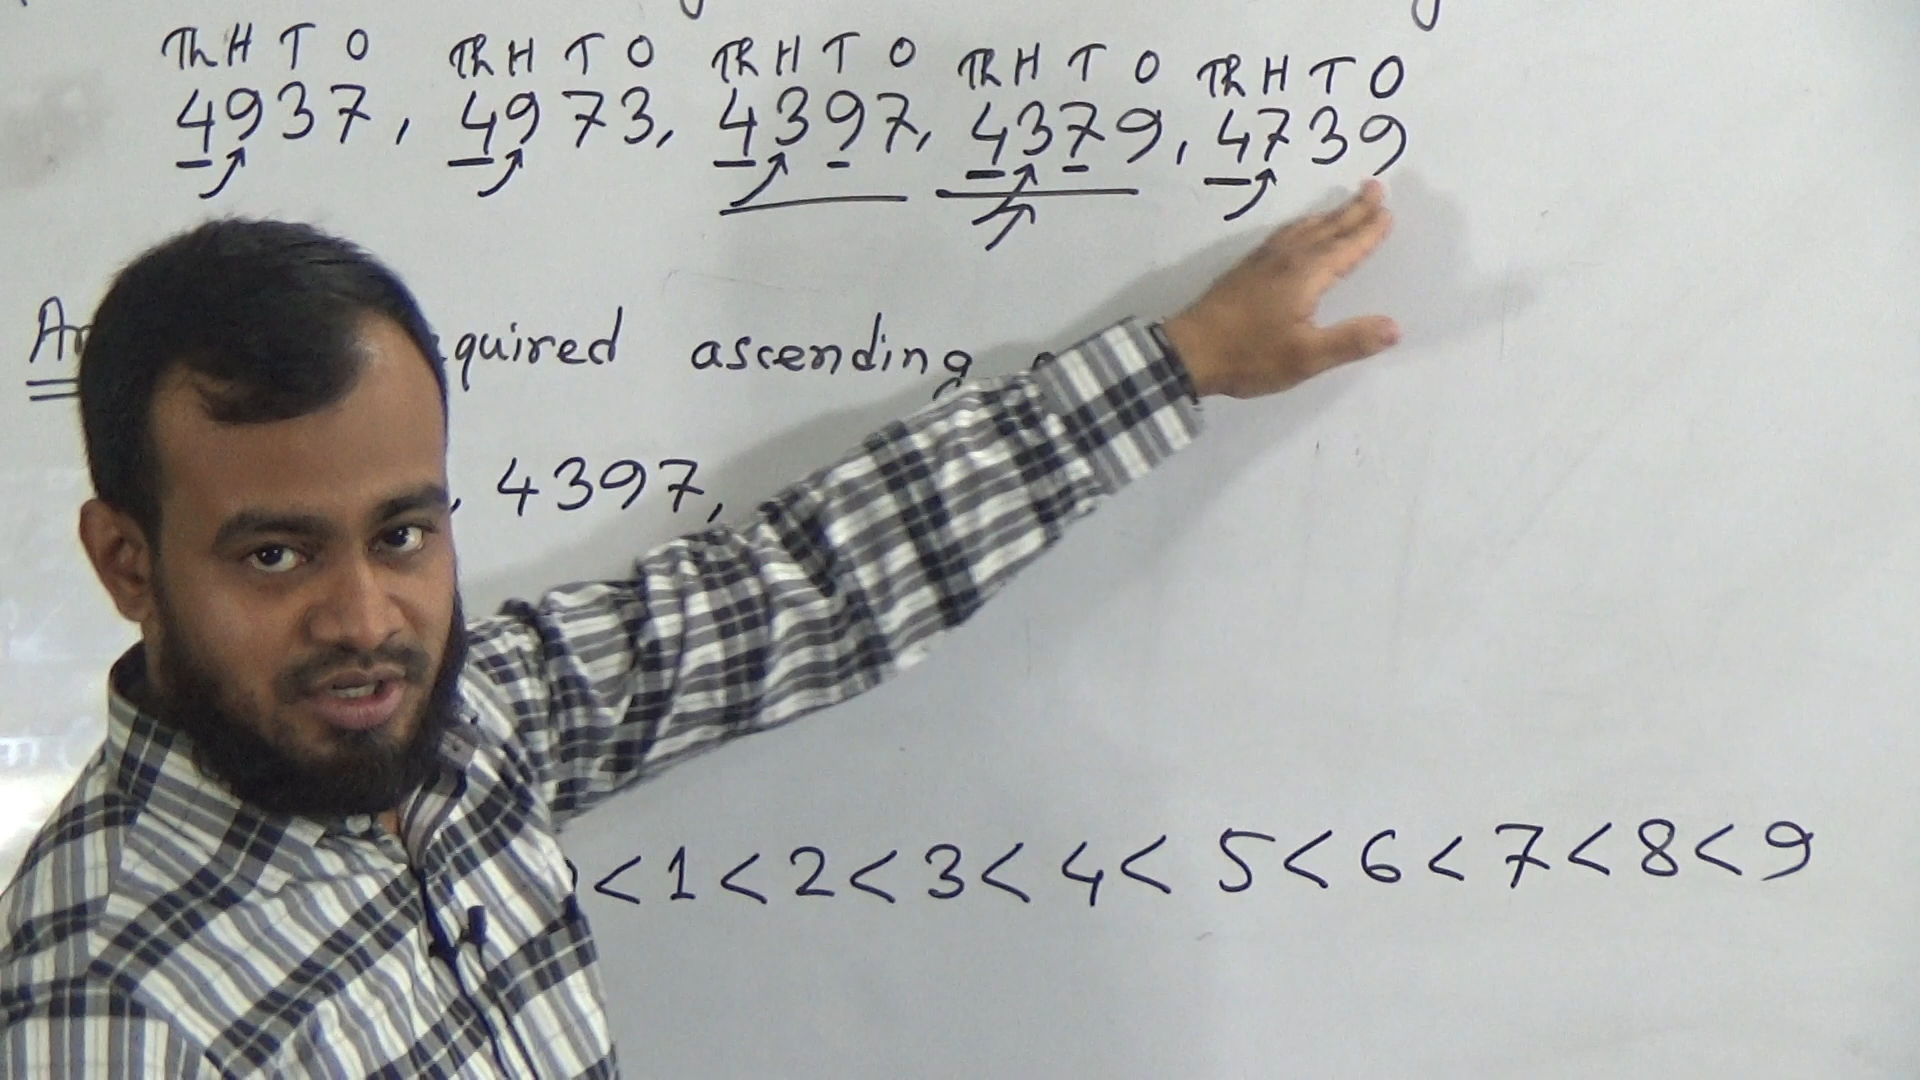 Th H T O Th H T O Th H T O Th H T O Th H T O
4937, 4973, 4397, 4379, 4739
ascending
, 4397,
< 1 < 2 < 3 < 4 < 5 < 6 < 7 < 8 < 9